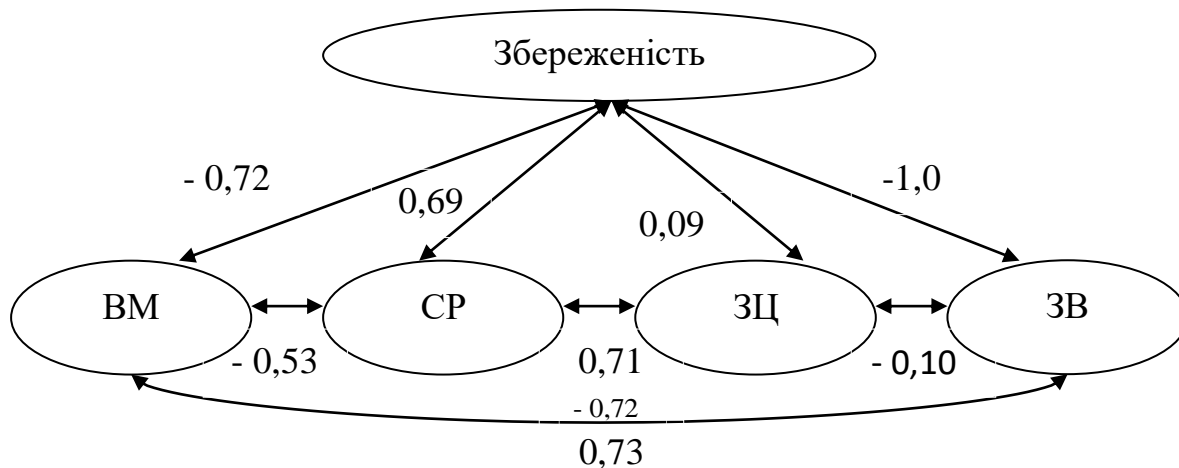 Збереженість
- 0,72
0,69
0,09
-1,0
ВМ
СР
ЗЦ
ЗВ
- 0,53
0,71
- 0,10
- 0,72
0,73